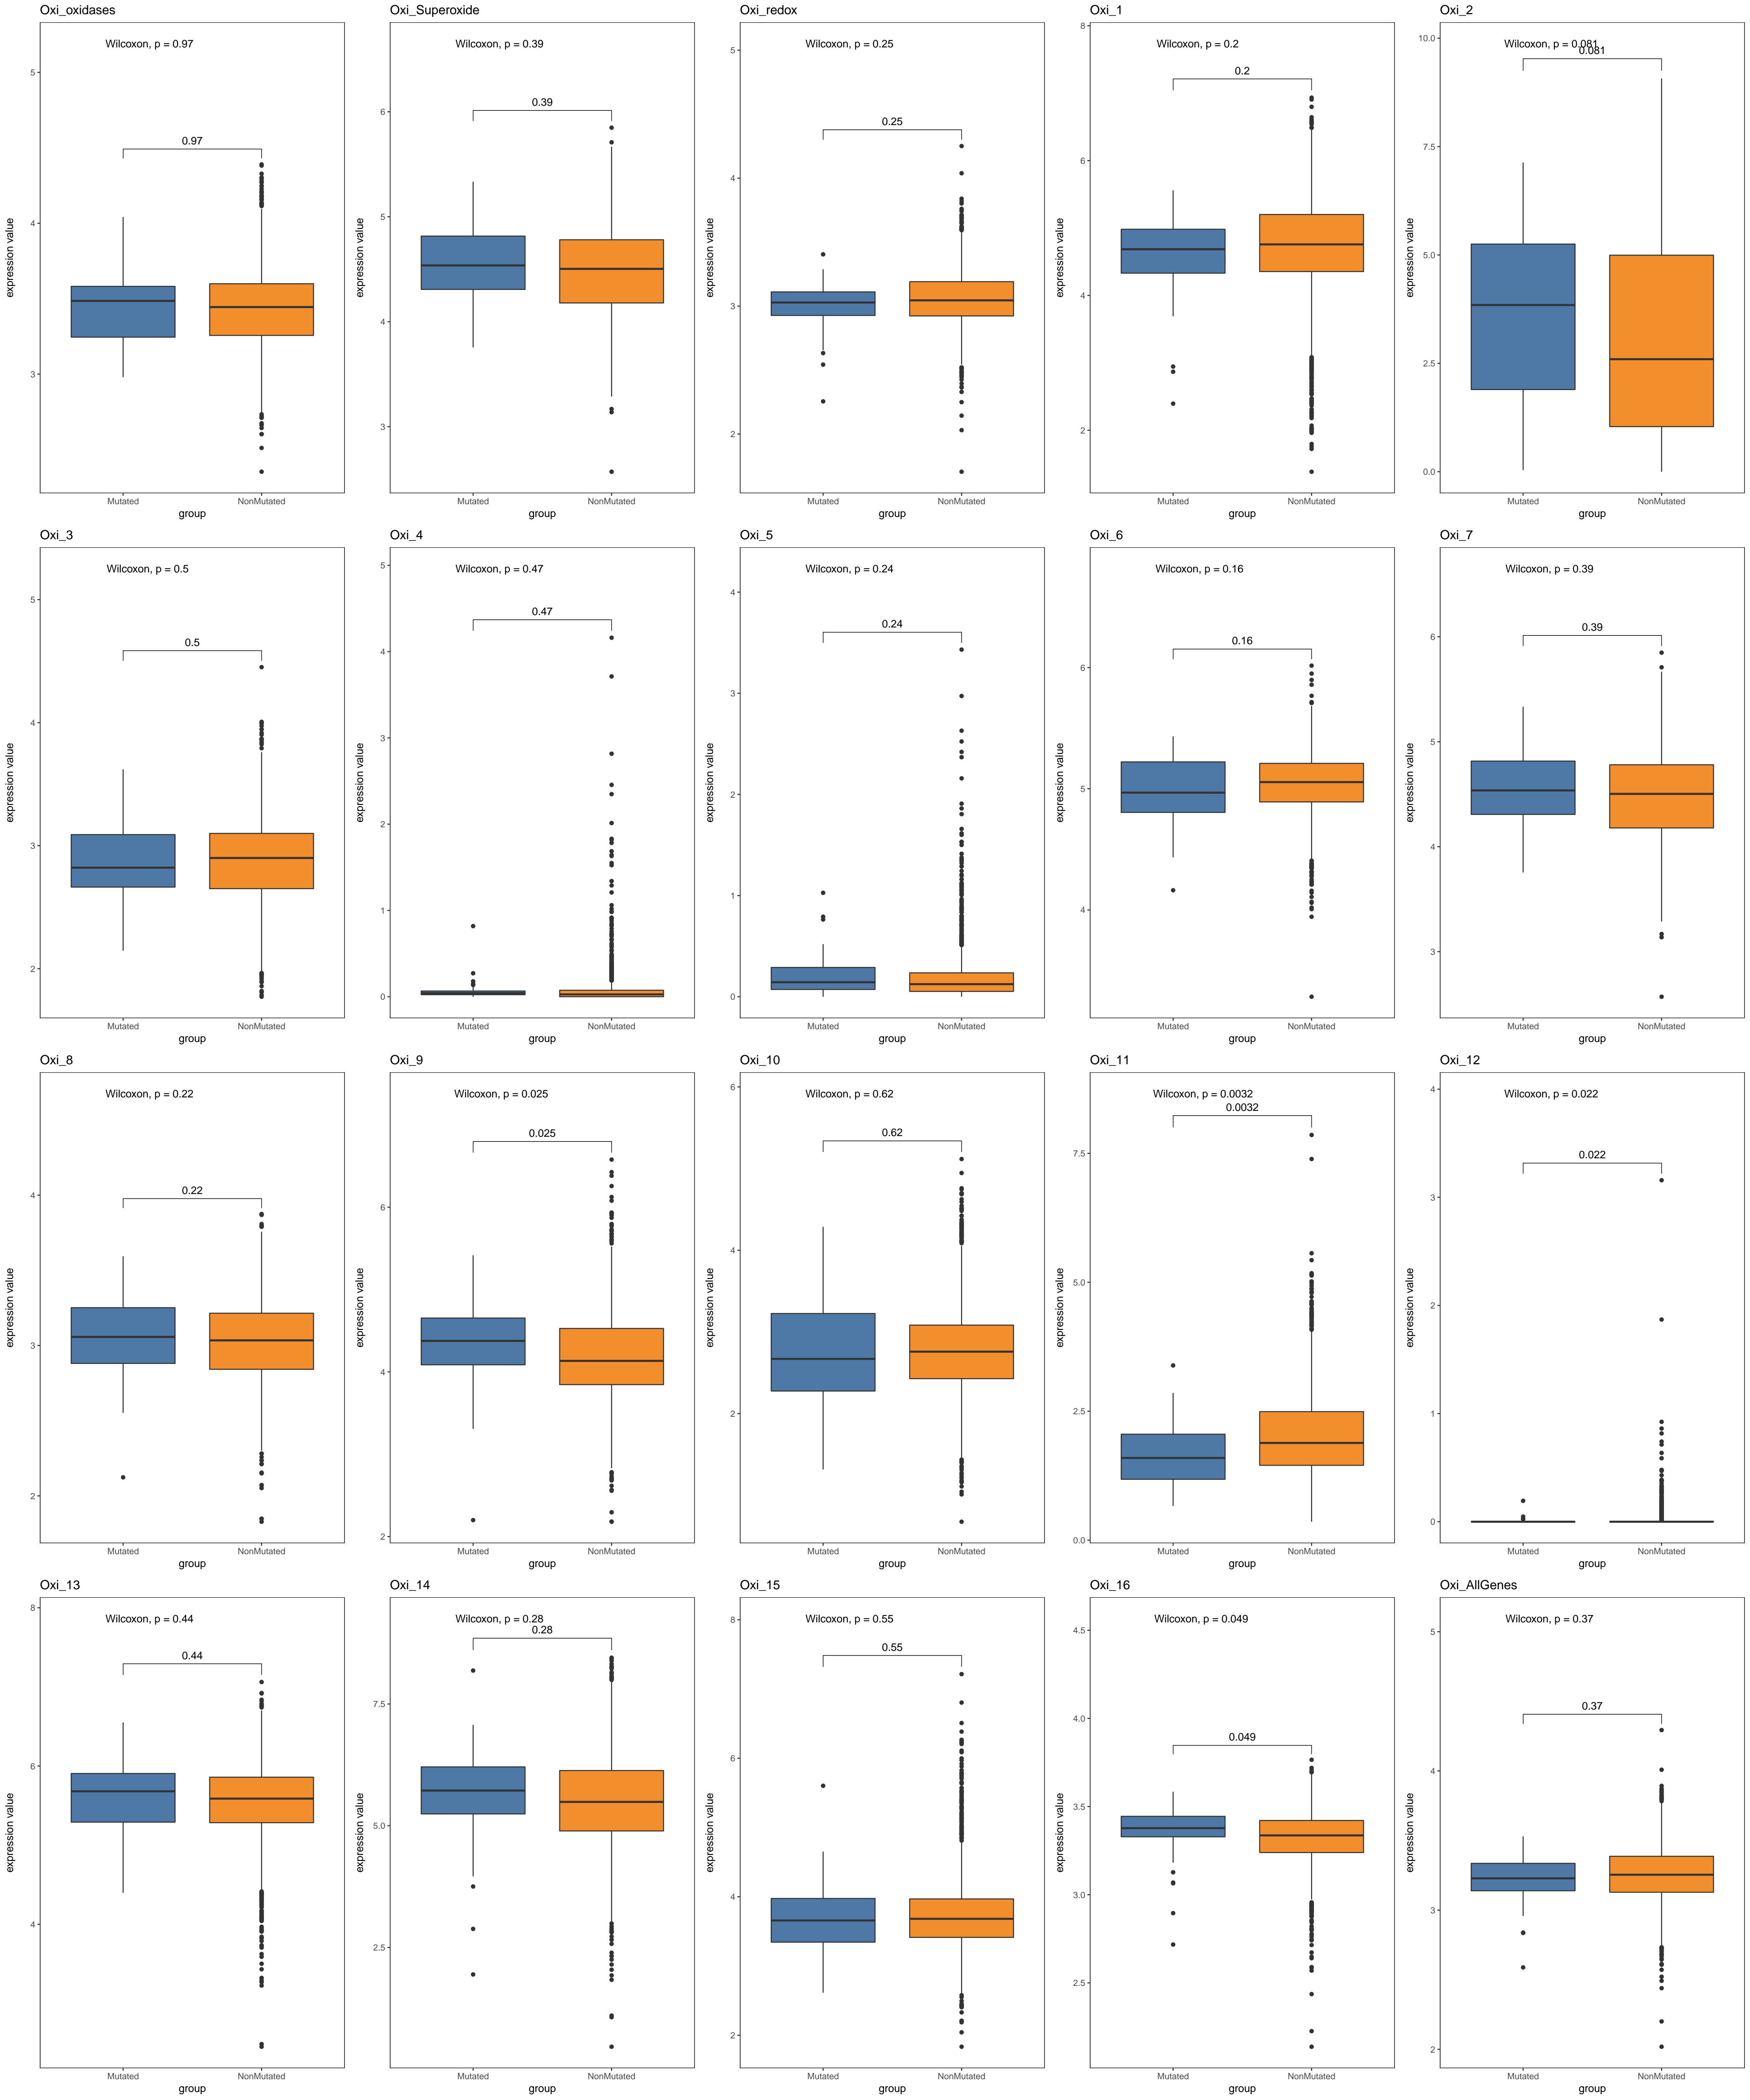 Oxi_oxidases
Wilcoxon, p = 0.97
0.97
5
4
3
expression value
Mutated
NonMutated
group
Oxi_Superoxide
Wilcoxon, p = 0.39
0.39
6
5
4
3
expression value
Mutated
NonMutated
group
Oxi_redox
Wilcoxon, p = 0.25
0.25
5
4
3
2
expression value
Mutated
NonMutated
group
Oxi_1
Wilcoxon, p = 0.2
0.2
8
6
4
2
expression value
Mutated
NonMutated
group
Oxi_2
Wilcoxon, p = 0.081
0.081
10.0
7.5
5.0
2.5
0.0
expression value
Mutated
NonMutated
group
Oxi_3
Wilcoxon, p = 0.5
0.5
5
4
3
2
expression value
Mutated
NonMutated
group
Oxi_4
Wilcoxon, p = 0.47
0.47
5
4
3
2
1
0
expression value
Mutated
NonMutated
group
Oxi_5
Wilcoxon, p = 0.24
0.24
4
3
2
1
0
expression value
Mutated
NonMutated
group
Oxi_6
Wilcoxon, p = 0.16
0.16
6
5
4
expression value
Mutated
NonMutated
group
Oxi_7
Wilcoxon, p = 0.39
0.39
6
5
4
3
expression value
Mutated
NonMutated
group
Oxi_8
Wilcoxon, p = 0.22
0.22
4
3
2
expression value
Mutated
NonMutated
group
Oxi_9
Wilcoxon, p = 0.025
0.025
6
4
2
expression value
Mutated
NonMutated
group
Oxi_10
Wilcoxon, p = 0.62
0.62
6
4
2
expression value
Mutated
NonMutated
group
Oxi_11
Wilcoxon, p = 0.0032
0.0032
7.5
5.0
2.5
0.0
expression value
Mutated
NonMutated
group
Oxi_12
Wilcoxon, p = 0.022
0.022
4
3
2
1
0
expression value
Mutated
NonMutated
group
Oxi_13
Wilcoxon, p = 0.44
0.44
8
6
4
expression value
Mutated
NonMutated
group
Oxi_14
Wilcoxon, p = 0.28
0.28
7.5
5.0
2.5
expression value
Mutated
NonMutated
group
Oxi_15
Wilcoxon, p = 0.55
0.55
8
6
4
2
expression value
Mutated
NonMutated
group
Oxi_16
Wilcoxon, p = 0.049
0.049
4.5
4.0
3.5
3.0
2.5
expression value
Mutated
NonMutated
group
Oxi_AllGenes
Wilcoxon, p = 0.37
0.37
5
4
3
2
expression value
Mutated
NonMutated
group